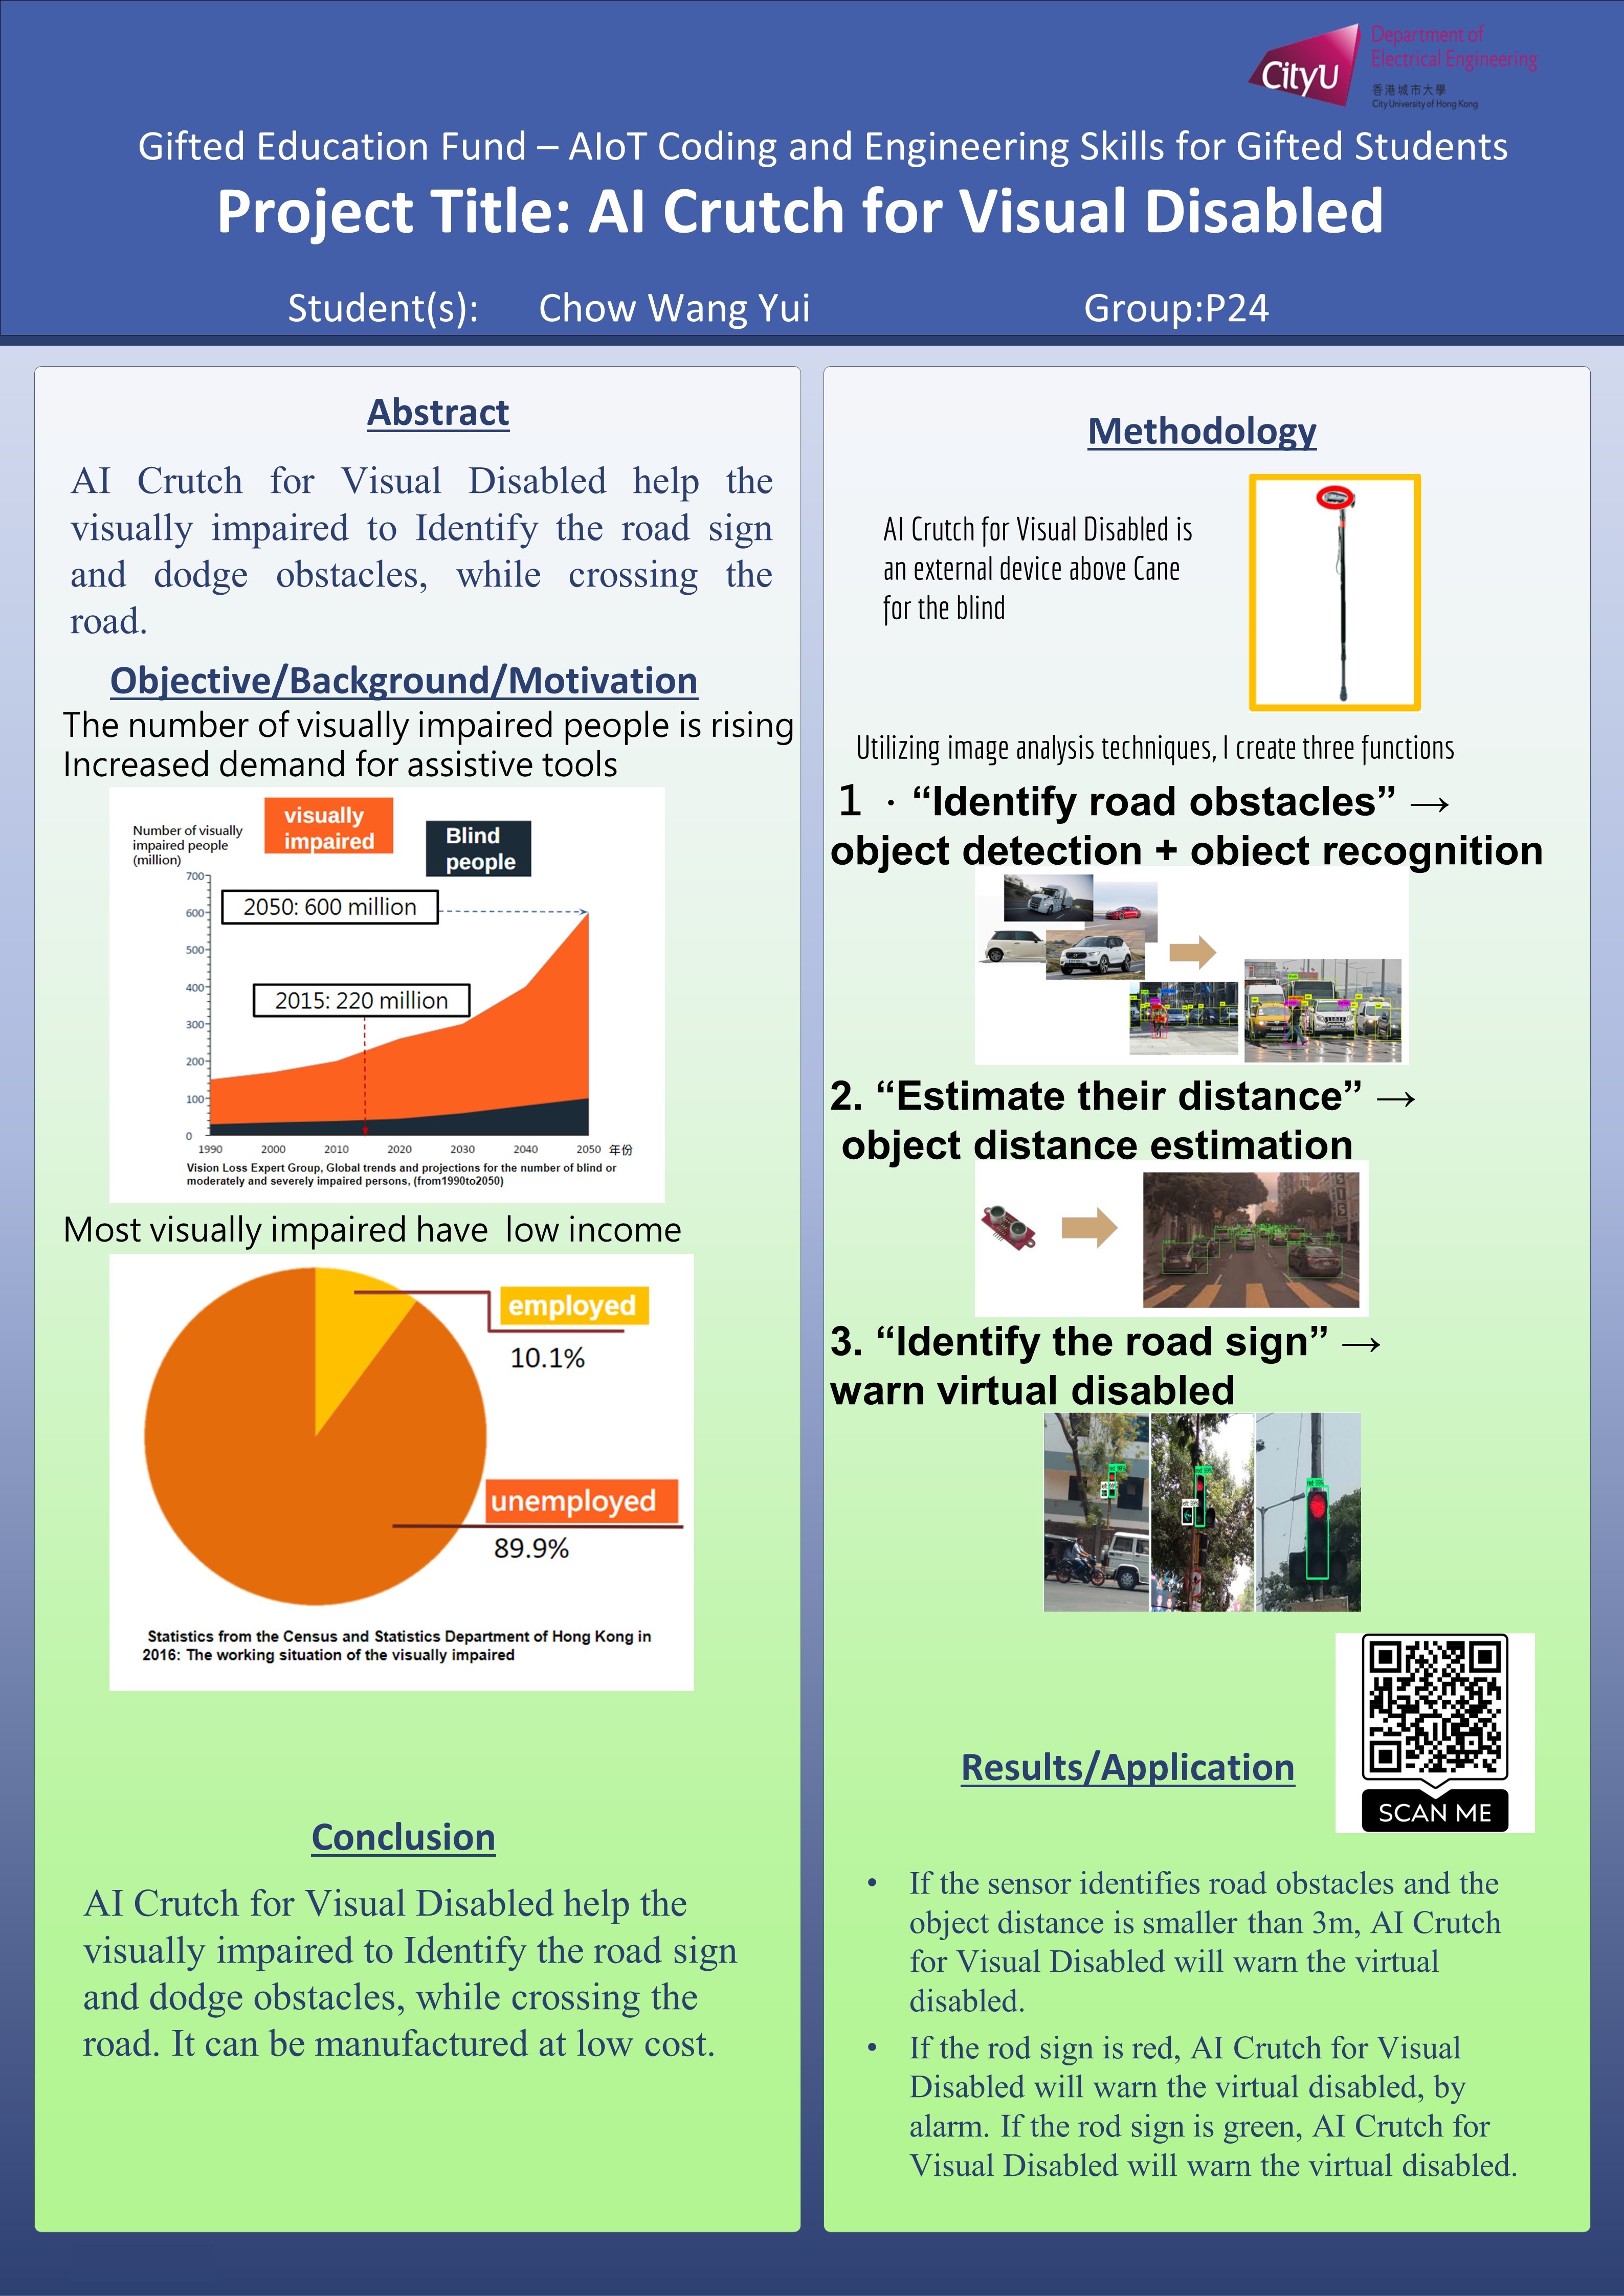 CityU
Department of
Electrical Engineering
香港城市大學
City University of Hong Kong
Gifted Education Fund – AIoT Coding and Engineering Skills for Gifted Students
Project Title: AI Crutch for Visual Disabled
Student(s): Chow Wang Yui Group:P24
Abstract
AI Crutch for Visual Disabled help the
visually impaired to Identify the road sign
and dodge obstacles, while crossing the
road.
Objective/Background/Motivation
The number of visually impaired people is rising
Increased demand for assistive tools
Number of visually
impaired people
(million)
visually
impaired
Blind
people
700
600
500
400
300
200
100
0
2050: 600 million
2015: 220 million
1990 2000 2010 2020 2030 2040 2050 年份
Vision Loss Expert Group, Global trends and projections for the number of blind or
moderately and severely impaired persons, (from1990to2050)
Most visually impaired have low income
employed
10.1%
unemployed
89.9%
Statistics from the Census and Statistics Department of Hong Kong in
2016: The working situation of the visually impaired
Conclusion
AI Crutch for Visual Disabled help the
visually impaired to Identify the road sign
and dodge obstacles, while crossing the
road. It can be manufactured at low cost.
Methodology
AI Crutch for Visual Disabled is
an external device above Cane
for the blind
Utilizing image analysis techniques, I create three functions
1 · “Identify road obstacles” →
object detection + object recognition
2. “Estimate their distance” →
object distance estimation
3. “Identify the road sign” →
warn virtual disabled
SCAN ME
Results/Application
• If the sensor identifies road obstacles and the
object distance is smaller than 3m, AI Crutch
for Visual Disabled will warn the virtual
disabled.
• If the rod sign is red, AI Crutch for Visual
Disabled will warn the virtual disabled, by
alarm. If the rod sign is green, AI Crutch for
Visual Disabled will warn the virtual disabled.